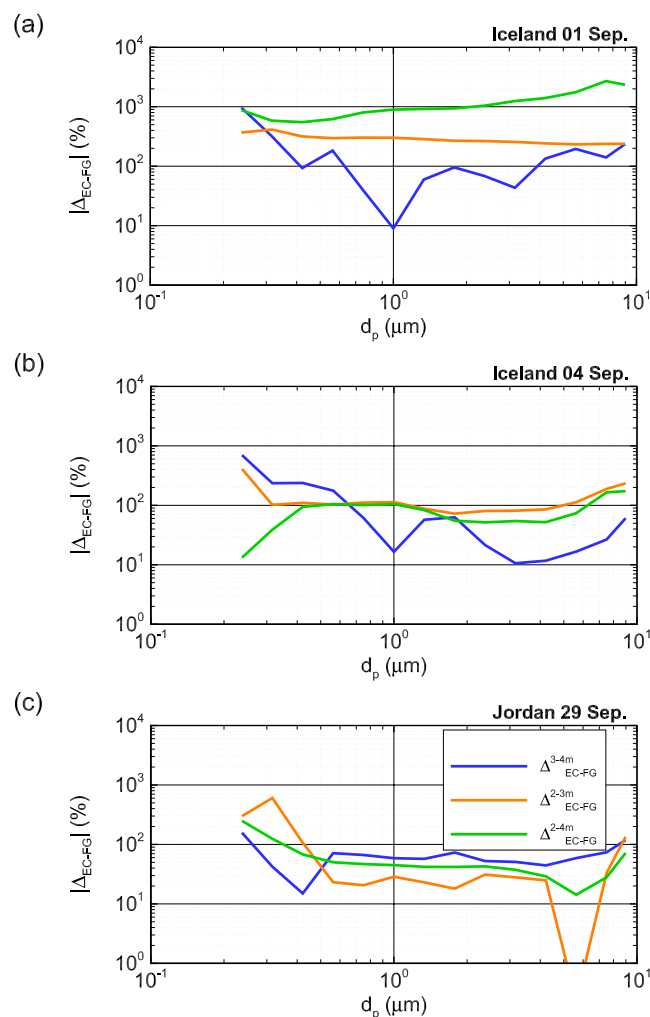 (a)
Iceland 01 Sep.
10⁴
10³
10²
10¹
10⁰
|Δ_EC-FG| (%)
10⁻¹ 10⁰ 10¹
d_p (μm)
(b)
Iceland 04 Sep.
10⁴
10³
10²
10¹
10⁰
|Δ_EC-FG| (%)
10⁻¹ 10⁰ 10¹
d_p (μm)
(c)
Jordan 29 Sep.
10⁴
10³
10²
10¹
10⁰
|Δ_EC-FG| (%)
Δ^3-4m_EC-FG
Δ^2-3m_EC-FG
Δ^2-4m_EC-FG
10⁻¹ 10⁰ 10¹
d_p (μm)